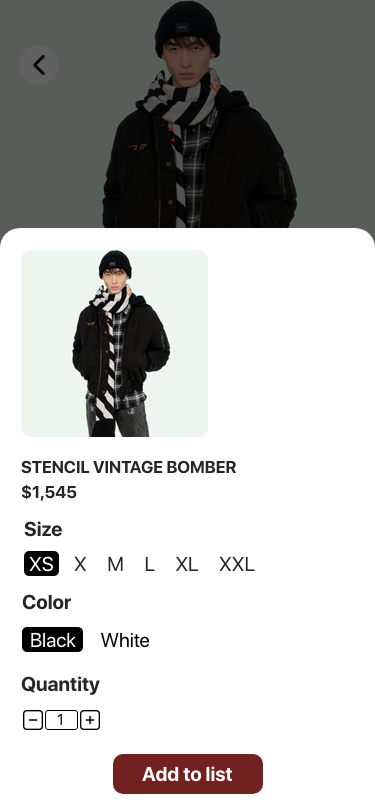 STENCIL VINTAGE BOMBER
$1,545
Size
XS X M L XL XXL
Color
Black White
Quantity
1
Add to list